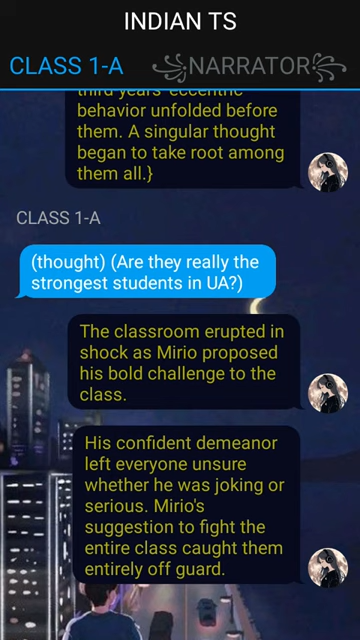 INDIAN TS
CLASS 1-A
NARRATOR
third years' eccentric
behavior unfolded before
them. A singular thought
began to take root among
them all.}
CLASS 1-A
(thought) (Are they really the
strongest students in UA?)
The classroom erupted in
shock as Mirio proposed
his bold challenge to the
class.
His confident demeanor
left everyone unsure
whether he was joking or
serious. Mirio's
suggestion to fight the
entire class caught them
entirely off guard.